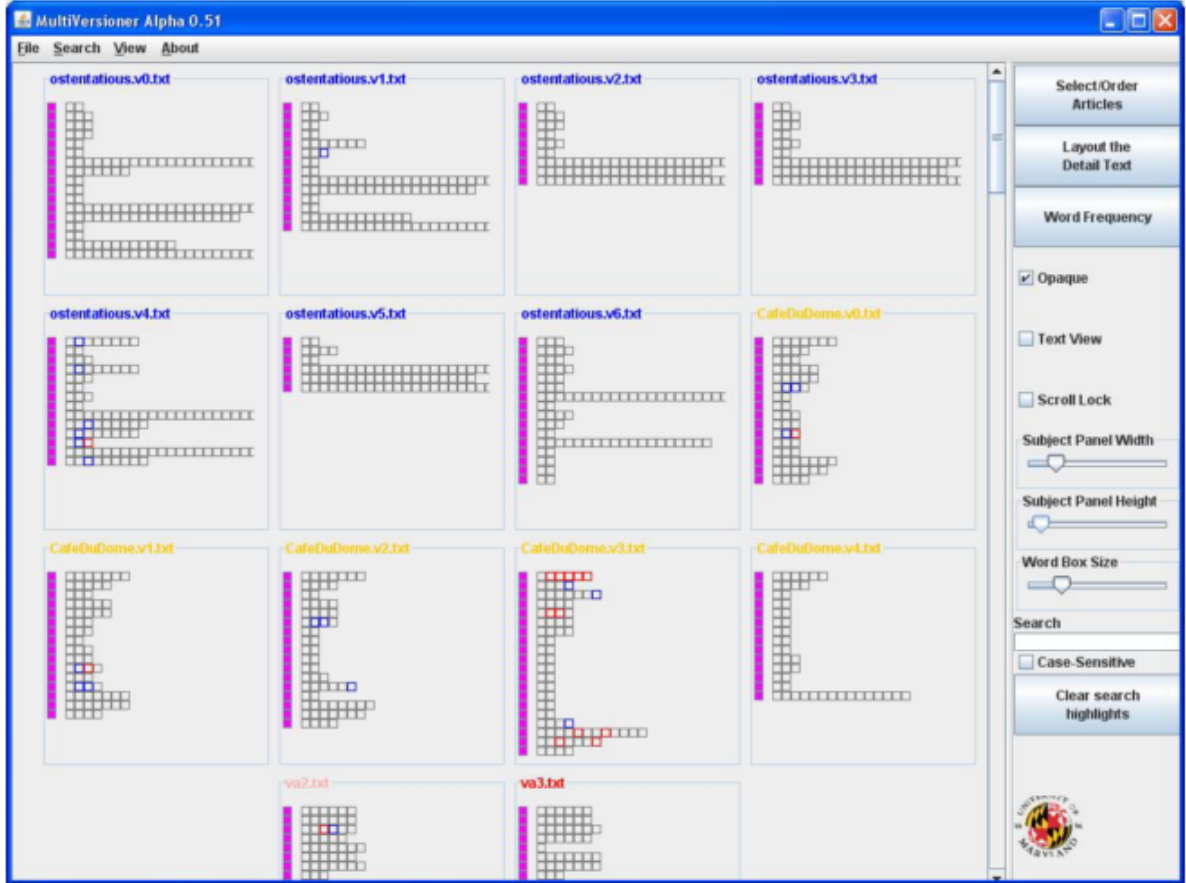 MultiVersioner Alpha 0.51
File Search View About
ostentatious.v0.txt ostentatious.v1.txt ostentatious.v2.txt ostentatious.v3.txt
ostentatious.v4.txt ostentatious.v5.txt ostentatious.v6.txt CafeDuDome.v0.txt
CafeDuDome.v1.txt CafeDuDome.v2.txt CafeDuDome.v3.txt CafeDuDome.v4.txt
va2.txt va3.txt
Select/Order
Articles
Layout the
Detail Text
Word Frequency
Opaque
Text View
Scroll Lock
Subject Panel Width
Subject Panel Height
Word Box Size
Search
Case-Sensitive
Clear search
highlights
UNIVERSITY OF
MARYLAND